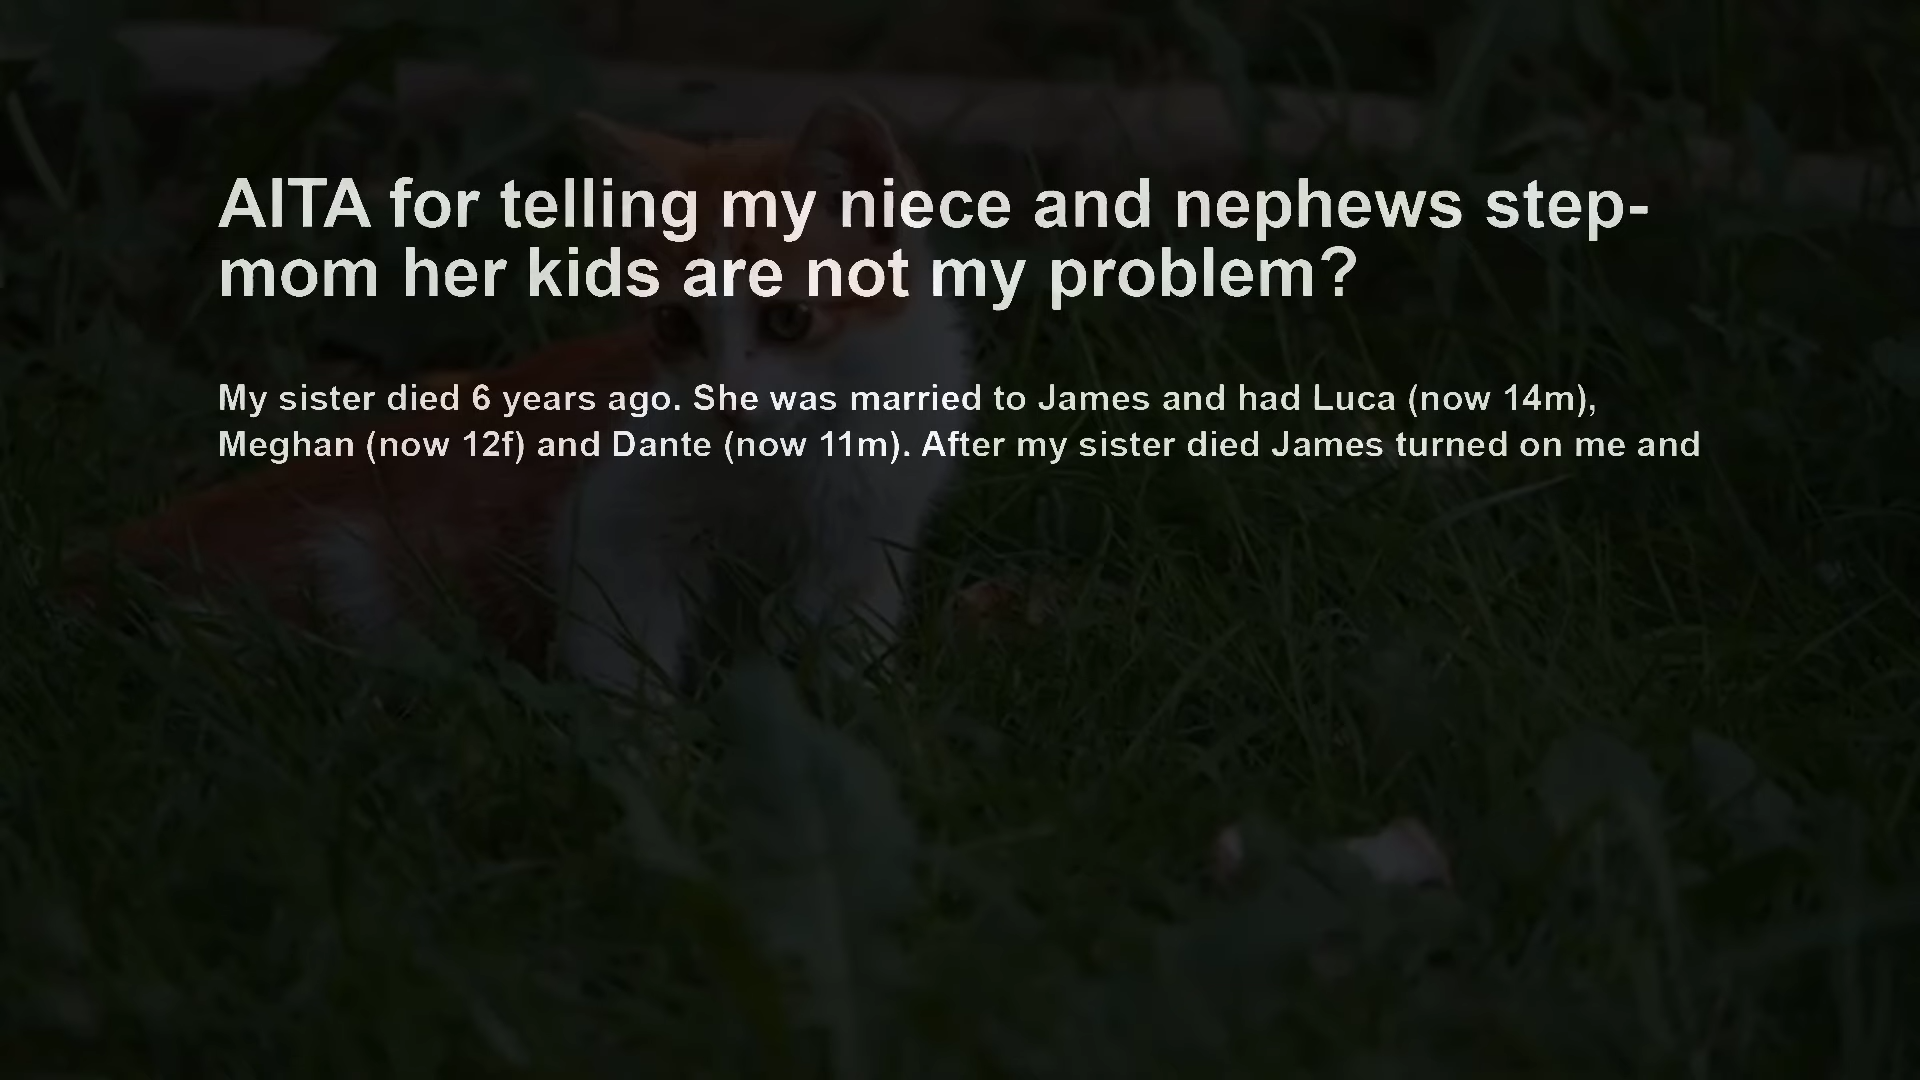 AITA for telling my niece and nephews step-
mom her kids are not my problem?
My sister died 6 years ago. She was married to James and had Luca (now 14m),
Meghan (now 12f) and Dante (now 11m). After my sister died James turned on me and